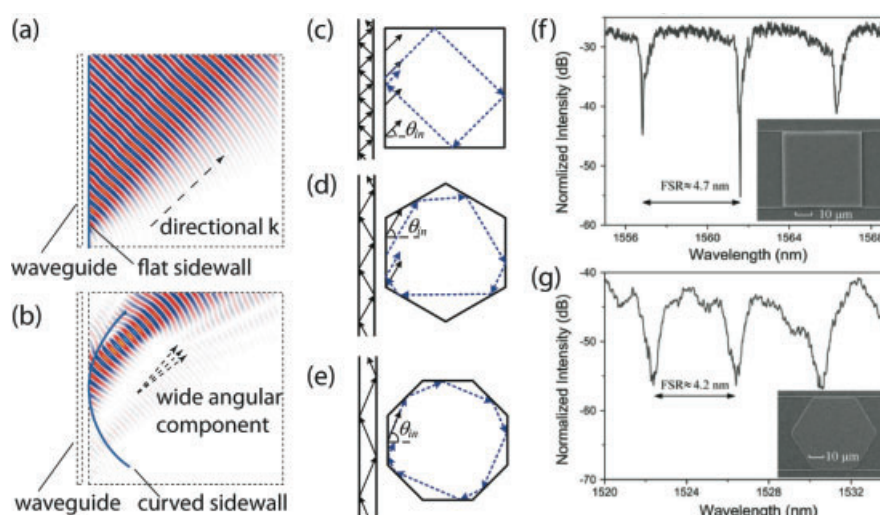 (a)
directional k
waveguide
flat sidewall
(b)
wide angular
component
waveguide
curved sidewall
(c)
θin
(d)
θin
(e)
θin
(f)
Normlized Intensity (dB)
-30
-40
-50
-60
FSR≈ 4.7 nm
10 μm
1556 1560 1564 1568
Wavelength (nm)
(g)
Normalized Intensity (dB)
-40
-50
-60
-70
FSR≈ 4.2 nm
10 μm
1520 1524 1528 1532
Wavelength (nm)